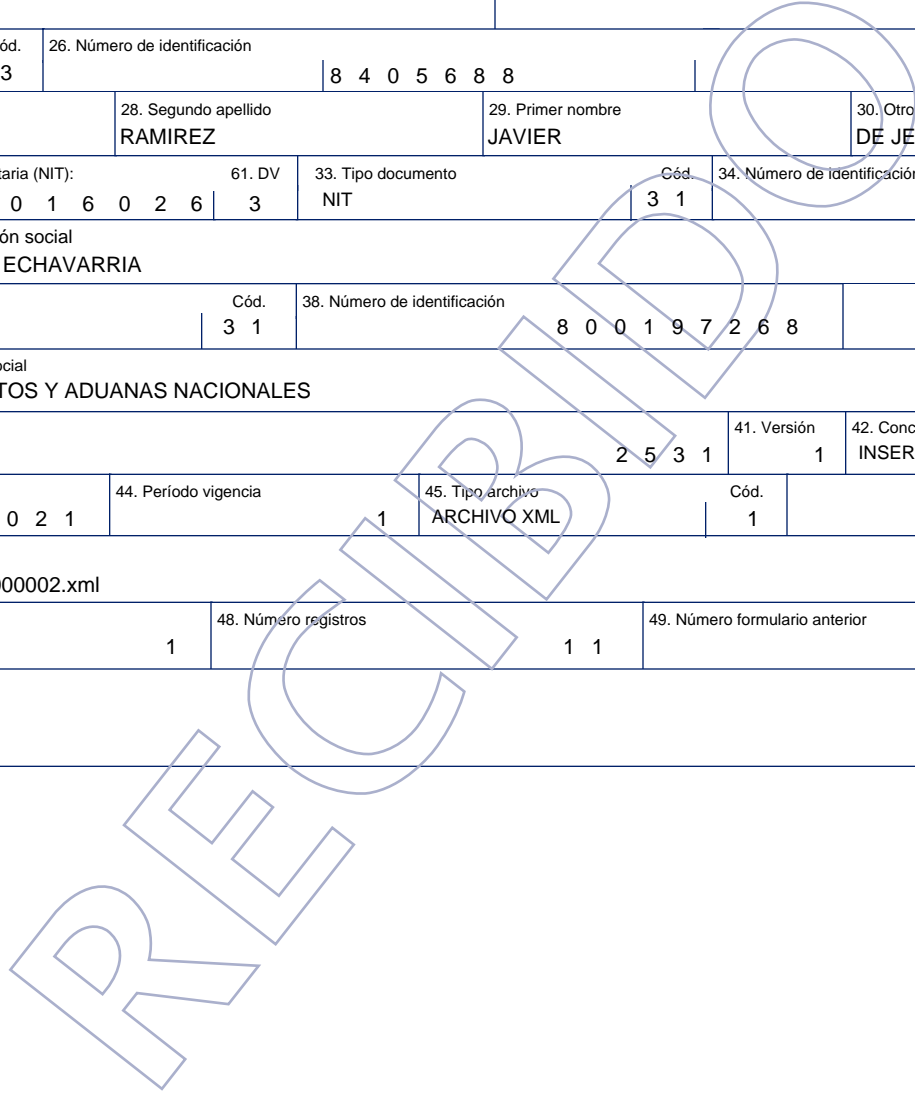 ód. 26. Número de identificación
3 8 4 0 5 6 8 8
28. Segundo apellido 29. Primer nombre 30. Otro
RAMIREZ JAVIER DE JE
taria (NIT): 61. DV 33. Tipo documento Cód. 34. Número de identificación
0 1 6 0 2 6 3 NIT 3 1
ón social
ECHAVARRIA
Cód. 38. Número de identificación
3 1 8 0 0 1 9 7 2 6 8
ocial
TOS Y ADUANAS NACIONALES
41. Versión 42. Conc
2 5 3 1 1 INSER
44. Período vigencia 45. Tipo archivo Cód.
0 2 1 1 ARCHIVO XML 1
000002.xml
48. Número registros 49. Número formulario anterior
1 1 1
RECIBIDO